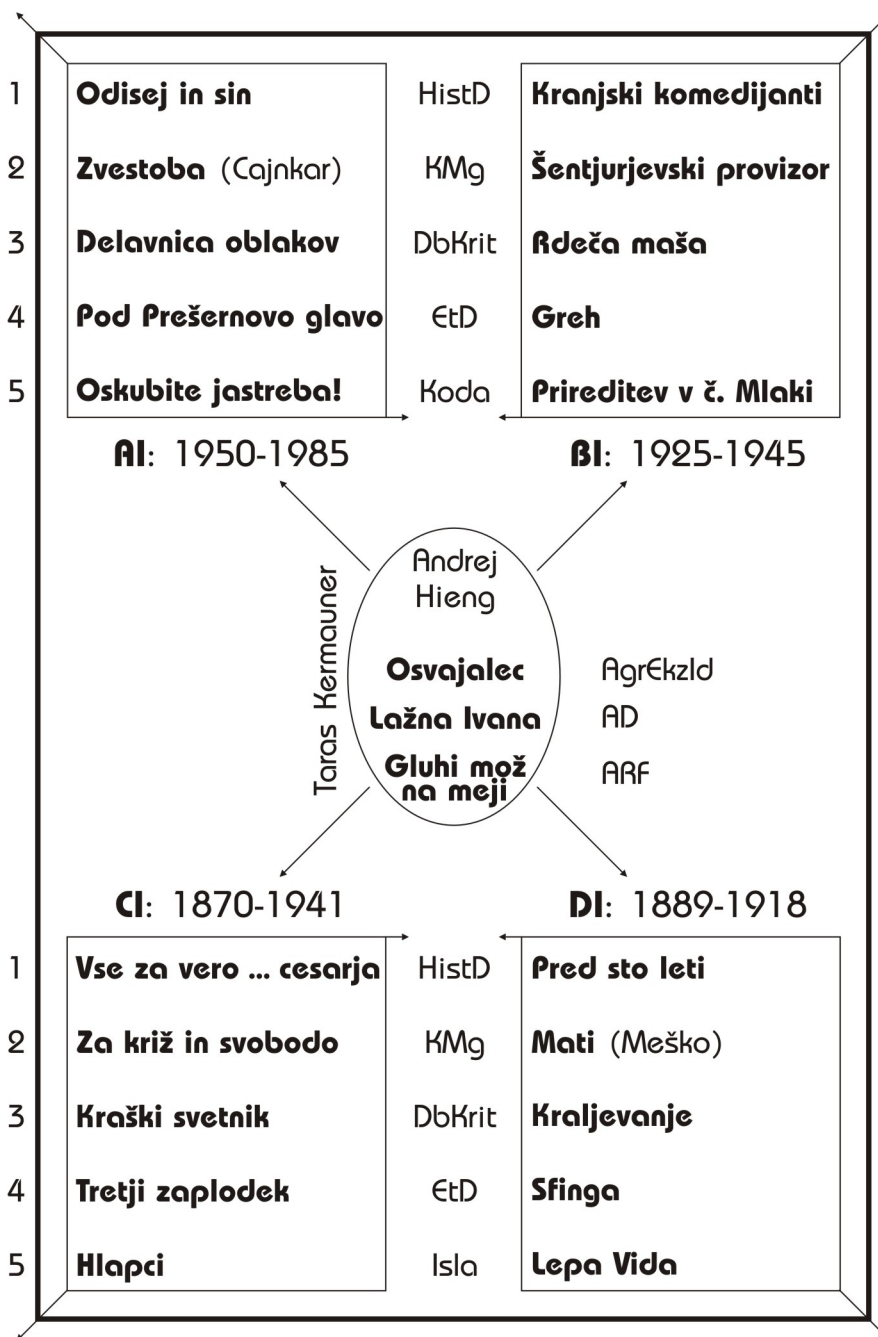 1 Odisej in sin HistD Kranjski komedijanti
2 Zvestoba (Cajnkar) KMg Šentjurjevski provizor
3 Delavnica oblakov DbKrit Rdeča maša
4 Pod Prešernovo glavo EtD Greh
5 Oskubite jastreba! Koda Prireditev v č. Mlaki
AI: 1950-1985 BI: 1925-1945
Taras Kermauner
Andrej
Hieng
Osvajalec AgrEkzId
Lažna Ivana AD
Gluhi mož
na meji
ARF
CI: 1870-1941 DI: 1889-1918
1 Vse za vero ... cesarja HistD Pred sto leti
2 Za križ in svobodo KMg Mati (Meško)
3 Kraški svetnik DbKrit Kraljevanje
4 Tretji zaplodek EtD Sfinga
5 Hlapci Isla Lepa Vida